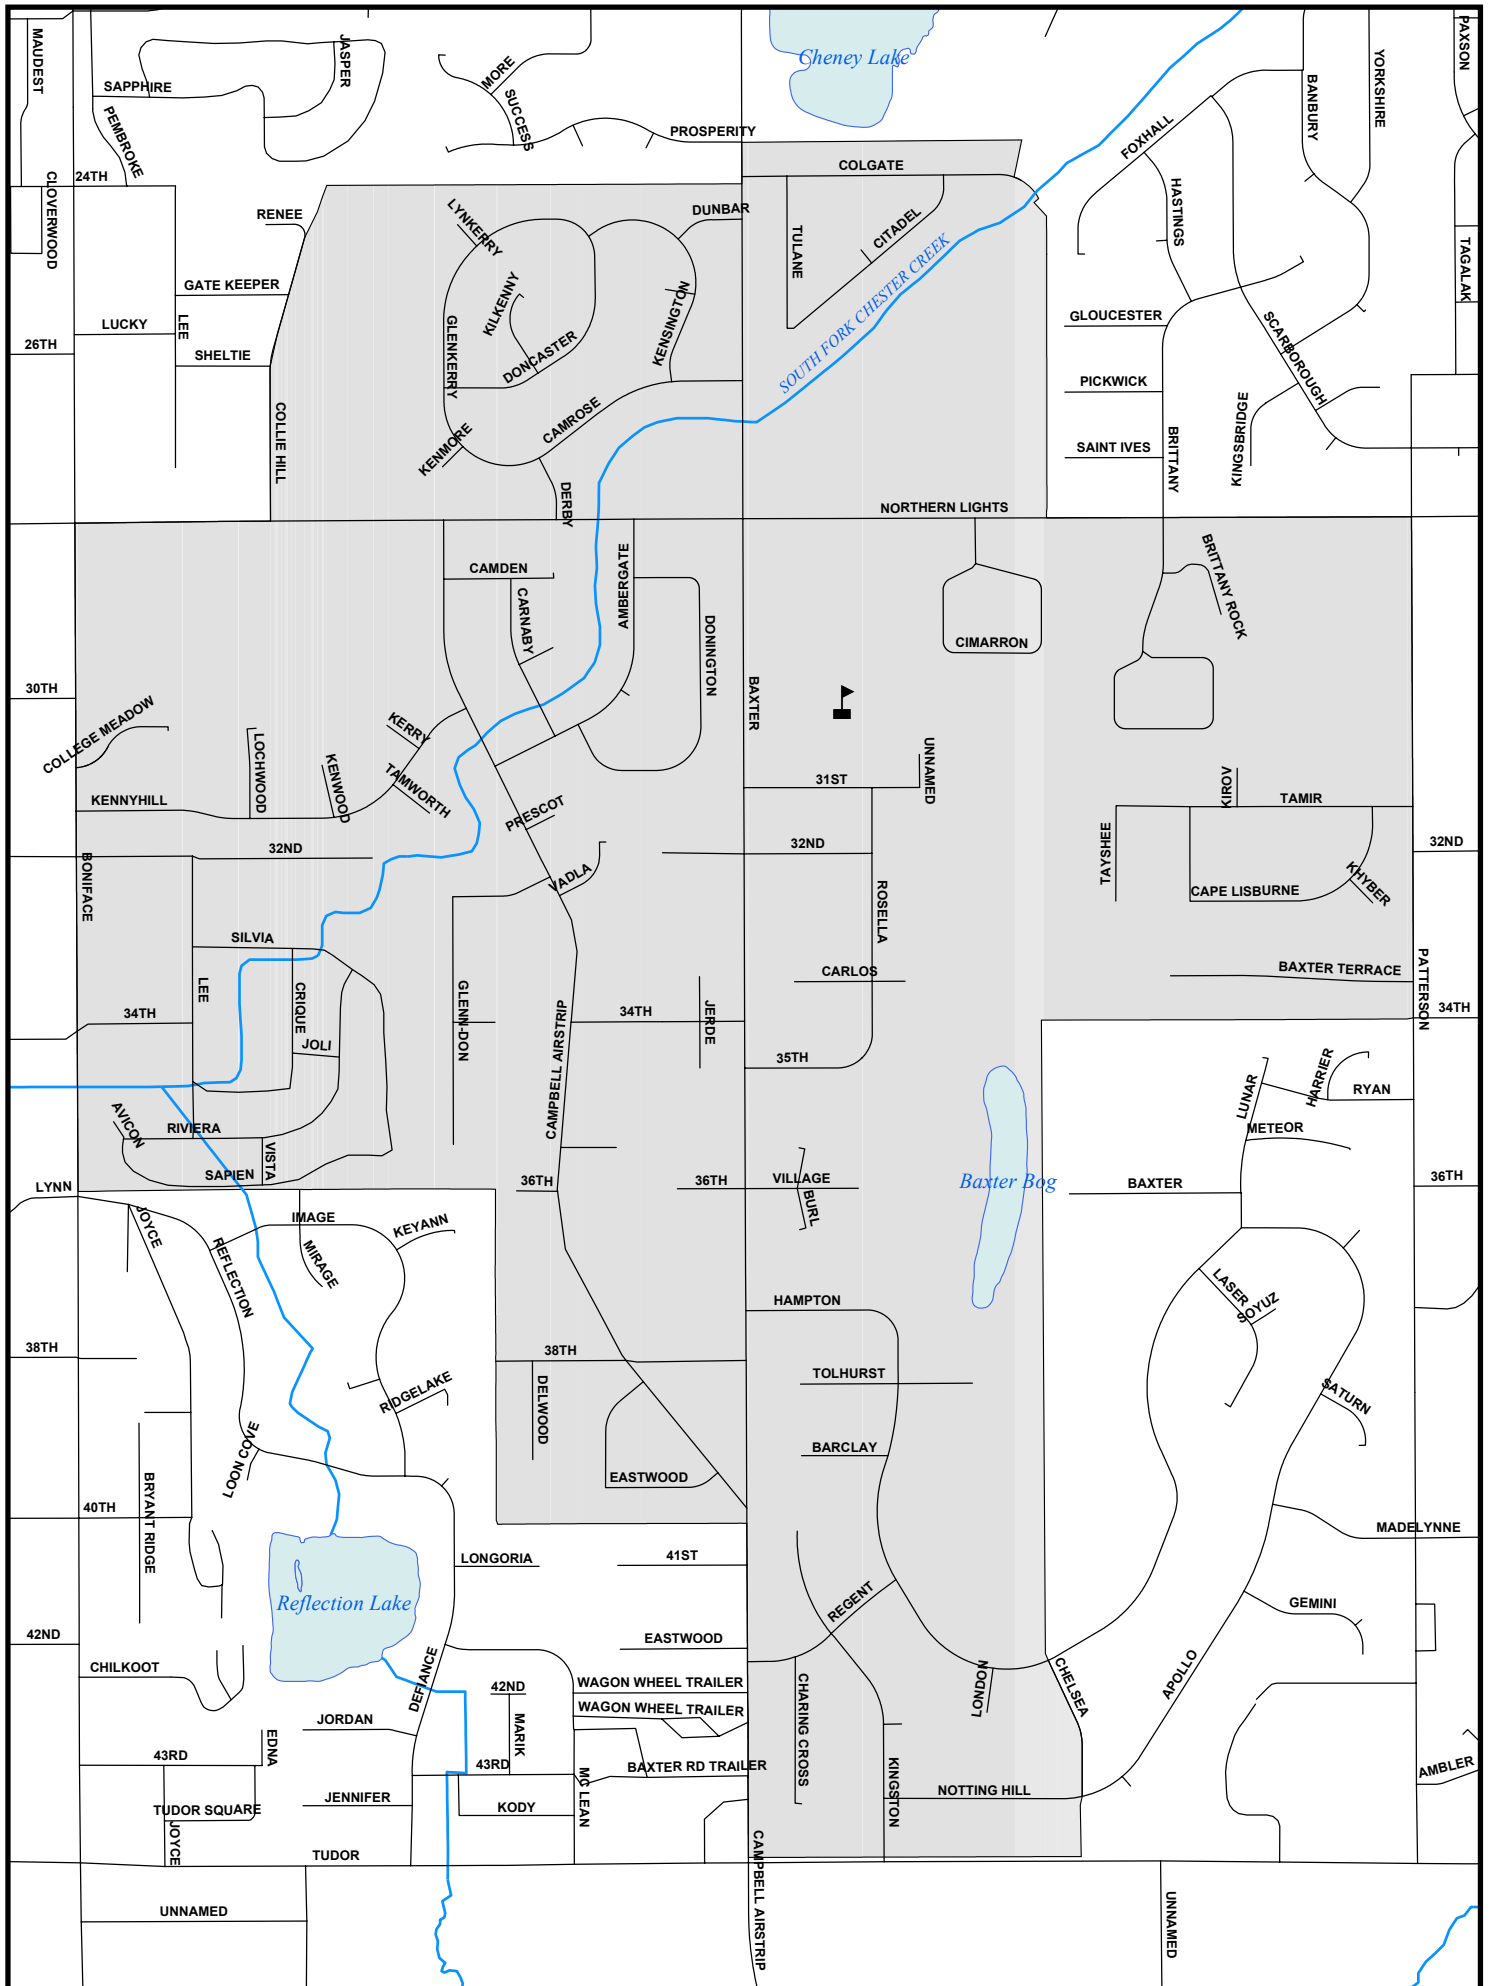 MAUDEST
JASPER
MORE
Cheney Lake
PAXSON
YORKSHIRE
SAPPHIRE
SUCCESS
BANBURY
PEMBROKE
PROSPERITY
FOXHALL
COLGATE
CLOVERWOOD
24TH
HASTINGS
LYNKERRY
DUNBAR
RENEE
CITADEL
TULANE
TAGALAK
SOUTH FORK CHESTER CREEK
GATE KEEPER
KILKENNY
KENSINGTON
GLOUCESTER
LUCKY
LEE
GLENKERRY
SCARBOROUGH
26TH
SHELTIE
DONCASTER
PICKWICK
COLLIE HILL
CAMROSE
KINGSBRIDGE
KENMORE
SAINT IVES
BRITTANY
DERBY
NORTHERN LIGHTS
CAMDEN
AMBERGATE
BRITTANY ROCK
CARNABY
DONINGTON
CIMARRON
30TH
BAXTER
COLLEGE MEADOW
KERRY
LOCHWOOD
KENWOOD
TAMWORTH
UNNAMED
31ST
KIROV
TAMIR
KENNYHILL
PRESCOT
32ND
32ND
32ND
TAYSHEE
BONIFACE
VADLA
ROSELLA
CAPE LISBURNE
KHYBER
SILVIA
CARLOS
BAXTER TERRACE
PATTERSON
LEE
CRIQUE
GLENN-DON
CAMPBELL AIRSTRIP
34TH
34TH
JERDE
34TH
JOLI
35TH
LUNAR
HARRIER
RYAN
AVICON
RIVIERA
METEOR
VISTA
SAPIEN
LYNN
36TH
36TH
VILLAGE
BURL
Baxter Bog
BAXTER
36TH
JOYCE
IMAGE
KEYANN
REFLECTION
MIRAGE
LASER
SOYUZ
HAMPTON
38TH
38TH
DELWOOD
TOLHURST
RIDGELAKE
SATURN
LOON COVE
BARCLAY
BRYANT RIDGE
EASTWOOD
40TH
MADELYNNE
LONGORIA
41ST
Reflection Lake
REGENT
GEMINI
42ND
EASTWOOD
CHILKOOT
DEFIANCE
WAGON WHEEL TRAILER
42ND
CHARING CROSS
LONDON
CHELSEA
APOLLO
WAGON WHEEL TRAILER
JORDAN
MARIK
EDNA
43RD
43RD
BAXTER RD TRAILER
KINGSTON
NOTTING HILL
AMBLER
MC LEAN
JENNIFER
KODY
TUDOR SQUARE
JOYCE
TUDOR
CAMPBELL AIRSTRIP
UNNAMED
UNNAMED